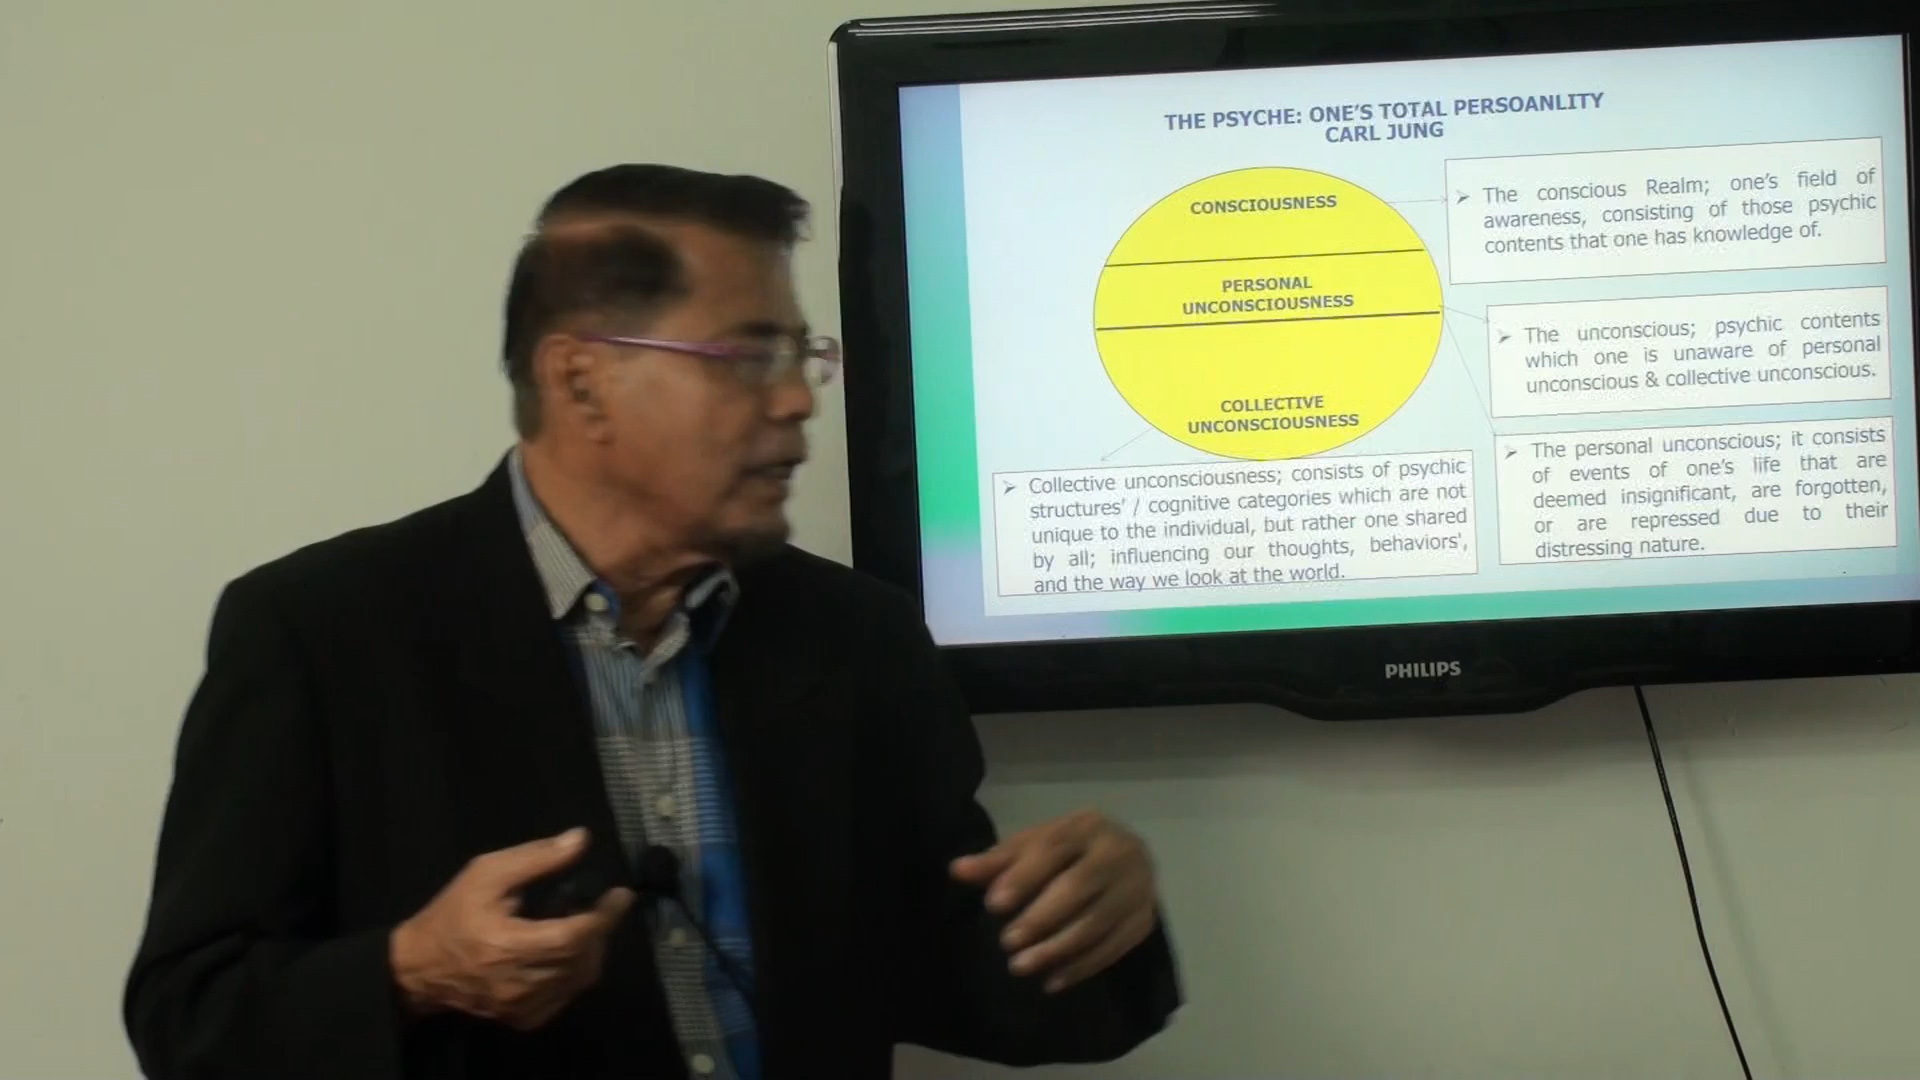 THE PSYCHE: ONE'S TOTAL PERSOANLITY
CARL JUNG
CONSCIOUSNESS
PERSONAL
UNCONSCIOUSNESS
COLLECTIVE
UNCONSCIOUSNESS
The conscious Realm; one's field of
awareness, consisting of those psychic
contents that one has knowledge of.
The unconscious; psychic contents
which one is unaware of personal
unconscious & collective unconscious.
The personal unconscious; it consists
of events of one's life that are
deemed insignificant, are forgotten,
or are repressed due to their
distressing nature.
Collective unconsciousness; consists of psychic
structures' / cognitive categories which are not
unique to the individual, but rather one shared
by all; influencing our thoughts, behaviors',
and the way we look at the world.
PHILIPS